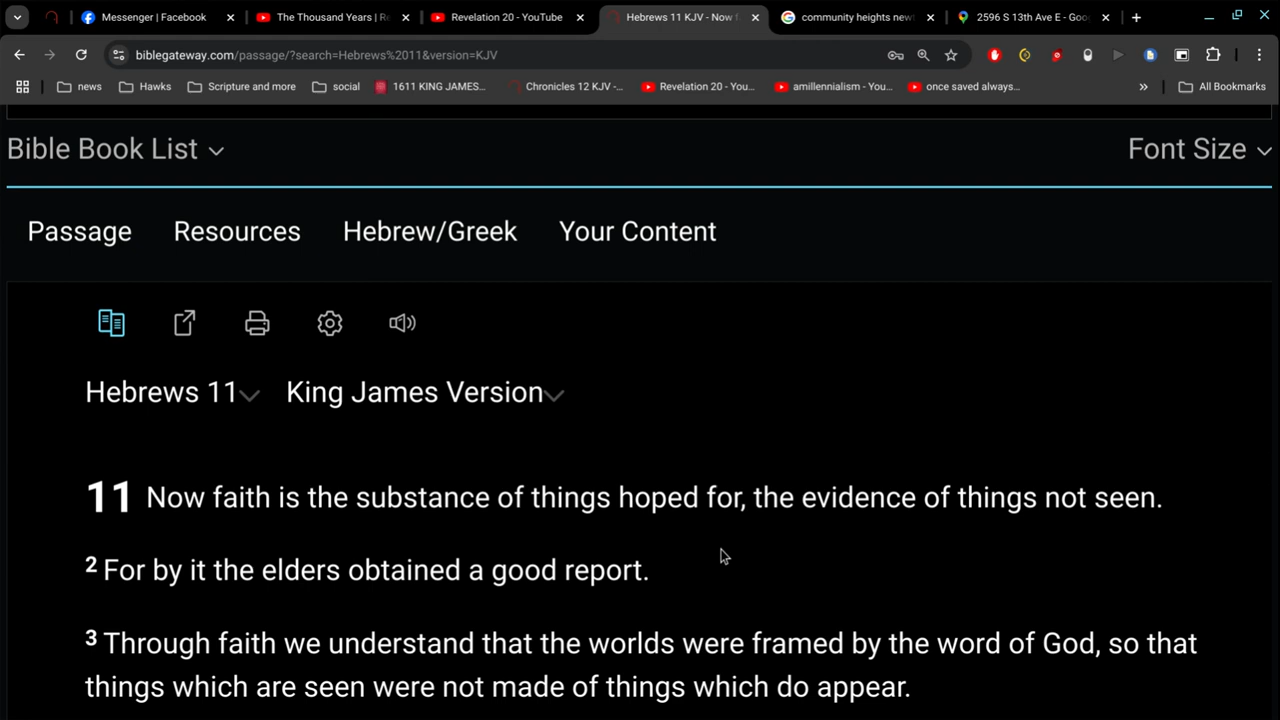 Messenger | Facebook
The Thousand Years | Re
Revelation 20 - YouTube
Hebrews 11 KJV - Now f
community heights new
2596 S 13th Ave E - Goo
biblegateway.com/passage/?search=Hebrews%2011&version=KJV
news
Hawks
Scripture and more
social
1611 KING JAMES...
Chronicles 12 KJV -...
Revelation 20 - You...
amillennialism - You...
once saved always...
»
All Bookmarks
Bible Book List
Font Size
Passage
Resources
Hebrew/Greek
Your Content
Hebrews 11
King James Version
11 Now faith is the substance of things hoped for, the evidence of things not seen.
2 For by it the elders obtained a good report.
3 Through faith we understand that the worlds were framed by the word of God, so that
things which are seen were not made of things which do appear.